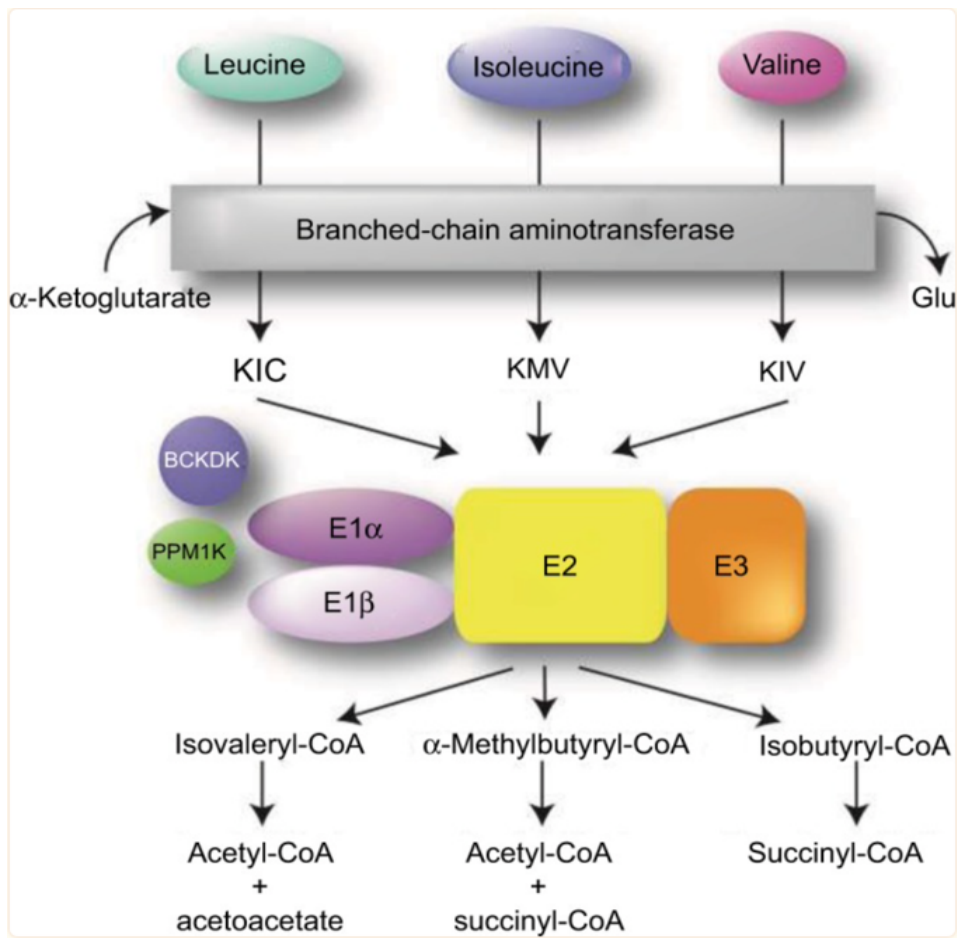 Leucine
Isoleucine
Valine
Branched-chain aminotransferase
α-Ketoglutarate
Glu
KIC
KMV
KIV
BCKDK
PPM1K
E1α
E1β
E2
E3
Isovaleryl-CoA
α-Methylbutyryl-CoA
Isobutyryl-CoA
Acetyl-CoA
+
acetoacetate
Acetyl-CoA
+
succinyl-CoA
Succinyl-CoA